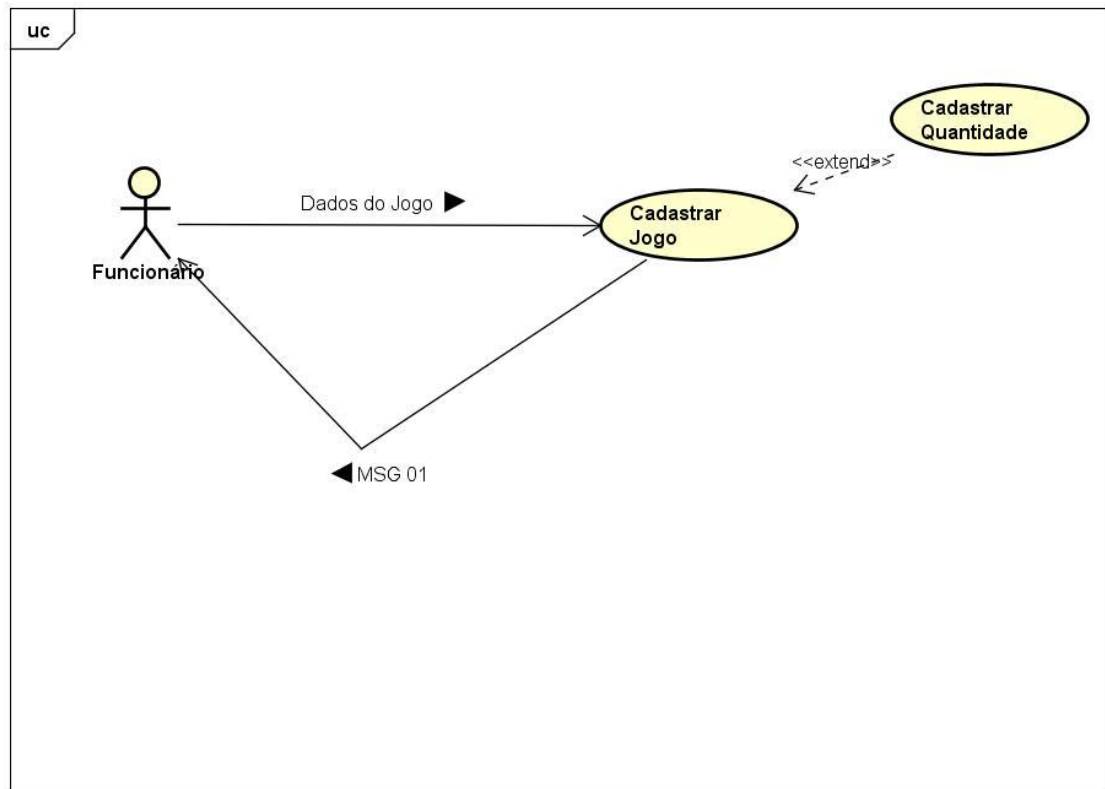 uc
Cadastrar
Quantidade
<<extend>>
Dados do Jogo
Cadastrar
Jogo
Funcionário
MSG 01